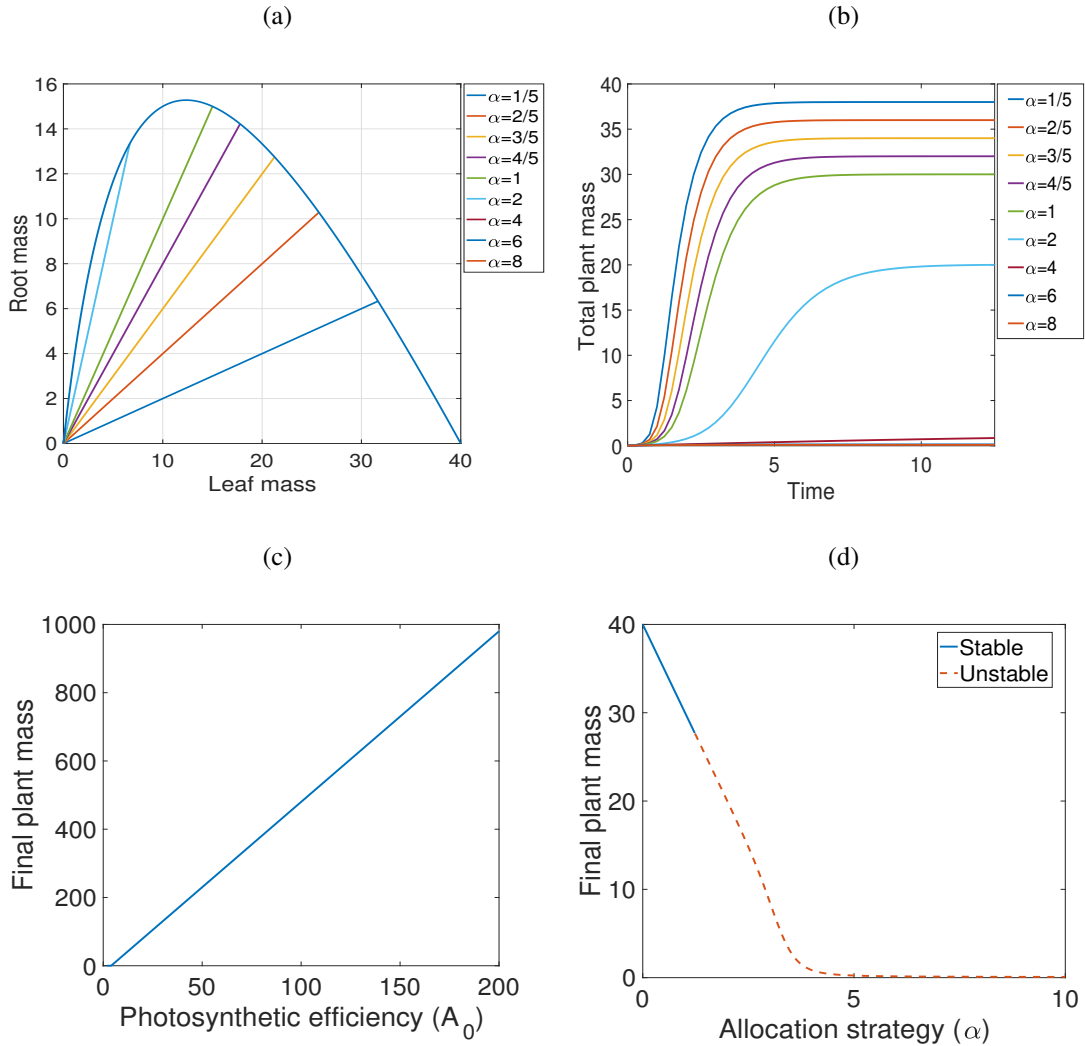 (a)
16
14
12
10
8
6
4
2
0
Root mass
0 10 20 30 40
Leaf mass
α=1/5
α=2/5
α=3/5
α=4/5
α=1
α=2
α=4
α=6
α=8
(b)
40
35
30
25
20
15
10
5
0
Total plant mass
0 5 10
Time
α=1/5
α=2/5
α=3/5
α=4/5
α=1
α=2
α=4
α=6
α=8
(c)
1000
800
600
400
200
0
Final plant mass
0 50 100 150 200
Photosynthetic efficiency (A_0)
(d)
40
30
20
10
0
Final plant mass
0 5 10
Allocation strategy (α)
Stable
Unstable